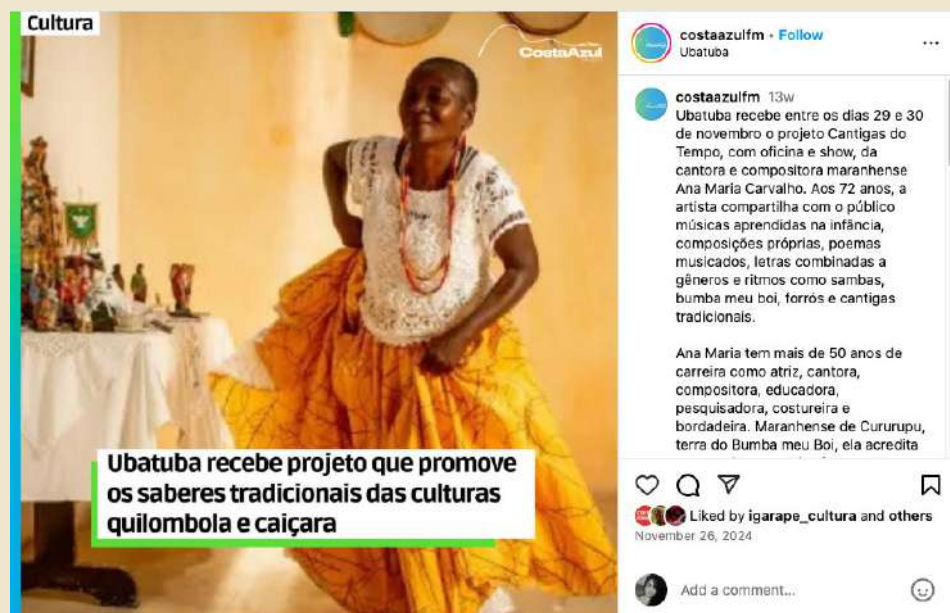 Cultura
CostaAzul
Ubatuba recebe projeto que promove
os saberes tradicionais das culturas
quilombola e caiçara
costaazulfm • Follow
Ubatuba
costaazulfm 13w
Ubatuba recebe entre os dias 29 e 30
de novembro o projeto Cantigas do
Tempo, com oficina e show, da
cantora e compositora maranhense
Ana Maria Carvalho. Aos 72 anos, a
artista compartilha com o público
músicas aprendidas na infância,
composições próprias, poemas
musicados, letras combinadas a
gêneros e ritmos como sambas,
bumba meu boi, forrós e cantigas
tradicionais.
Ana Maria tem mais de 50 anos de
carreira como atriz, cantora,
compositora, educadora,
pesquisadora, costureira e
bordadeira. Maranhense de Cururupu,
terra do Bumba meu Boi, ela acredita
Liked by igarape_cultura and others
November 26, 2024
Add a comment...